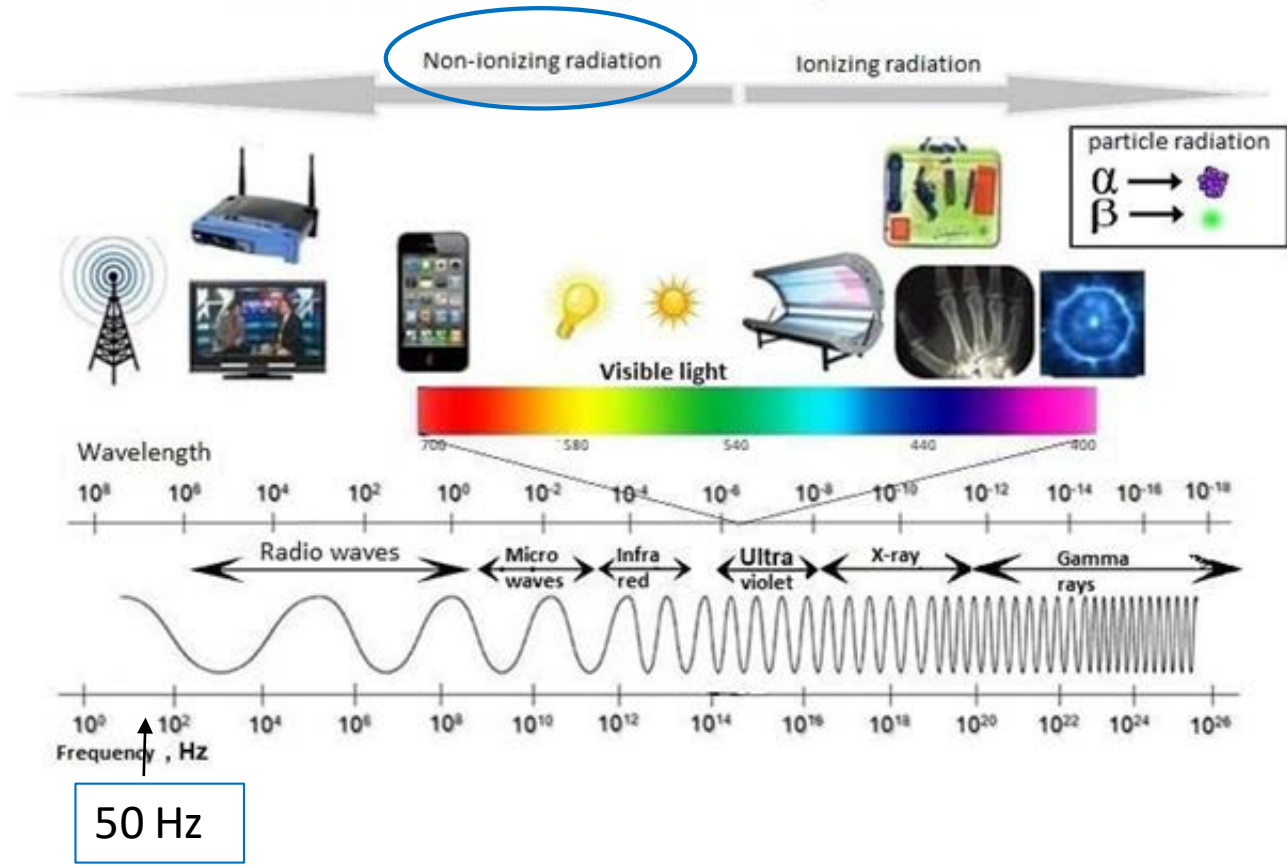 Non-ionizing radiation
Ionizing radiation
particle radiation
α
β
Visible light
700 580 540 440 400
Wavelength
10⁸ 10⁶ 10⁴ 10² 10⁰ 10⁻² 10⁻⁴ 10⁻⁶ 10⁻⁸ 10⁻¹⁰ 10⁻¹² 10⁻¹⁴ 10⁻¹⁶ 10⁻¹⁸
Radio waves
Micro
waves
Infra
red
Ultra
violet
X-ray
Gamma
rays
10⁰ 10² 10⁴ 10⁶ 10⁸ 10¹⁰ 10¹² 10¹⁴ 10¹⁶ 10¹⁸ 10²⁰ 10²² 10²⁴ 10²⁶
Frequency , Hz
50 Hz